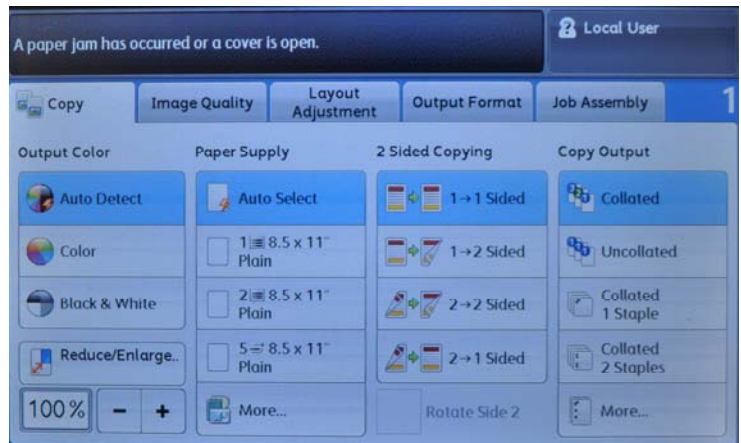 A paper jam has occurred or a cover is open.
Local User
Copy
Image Quality
Layout
Adjustment
Output Format
Job Assembly
1
Output Color
Paper Supply
2 Sided Copying
Copy Output
Auto Detect
Color
Black & White
Reduce/Enlarge..
100%
-
+
Auto Select
1 8.5 x 11"
Plain
2 8.5 x 11"
Plain
5 8.5 x 11"
Plain
More...
1→1 Sided
1→2 Sided
2→2 Sided
2→1 Sided
Rotate Side 2
Collated
Uncollated
Collated
1 Staple
Collated
2 Staples
More...